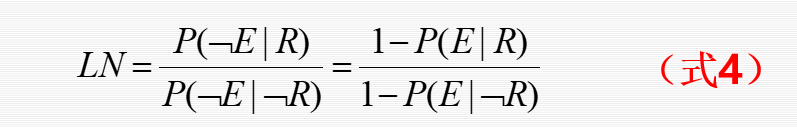 LN = P(¬E | R) / P(¬E | ¬R) = 1 − P(E | R) / 1 − P(E | ¬R) （式4）